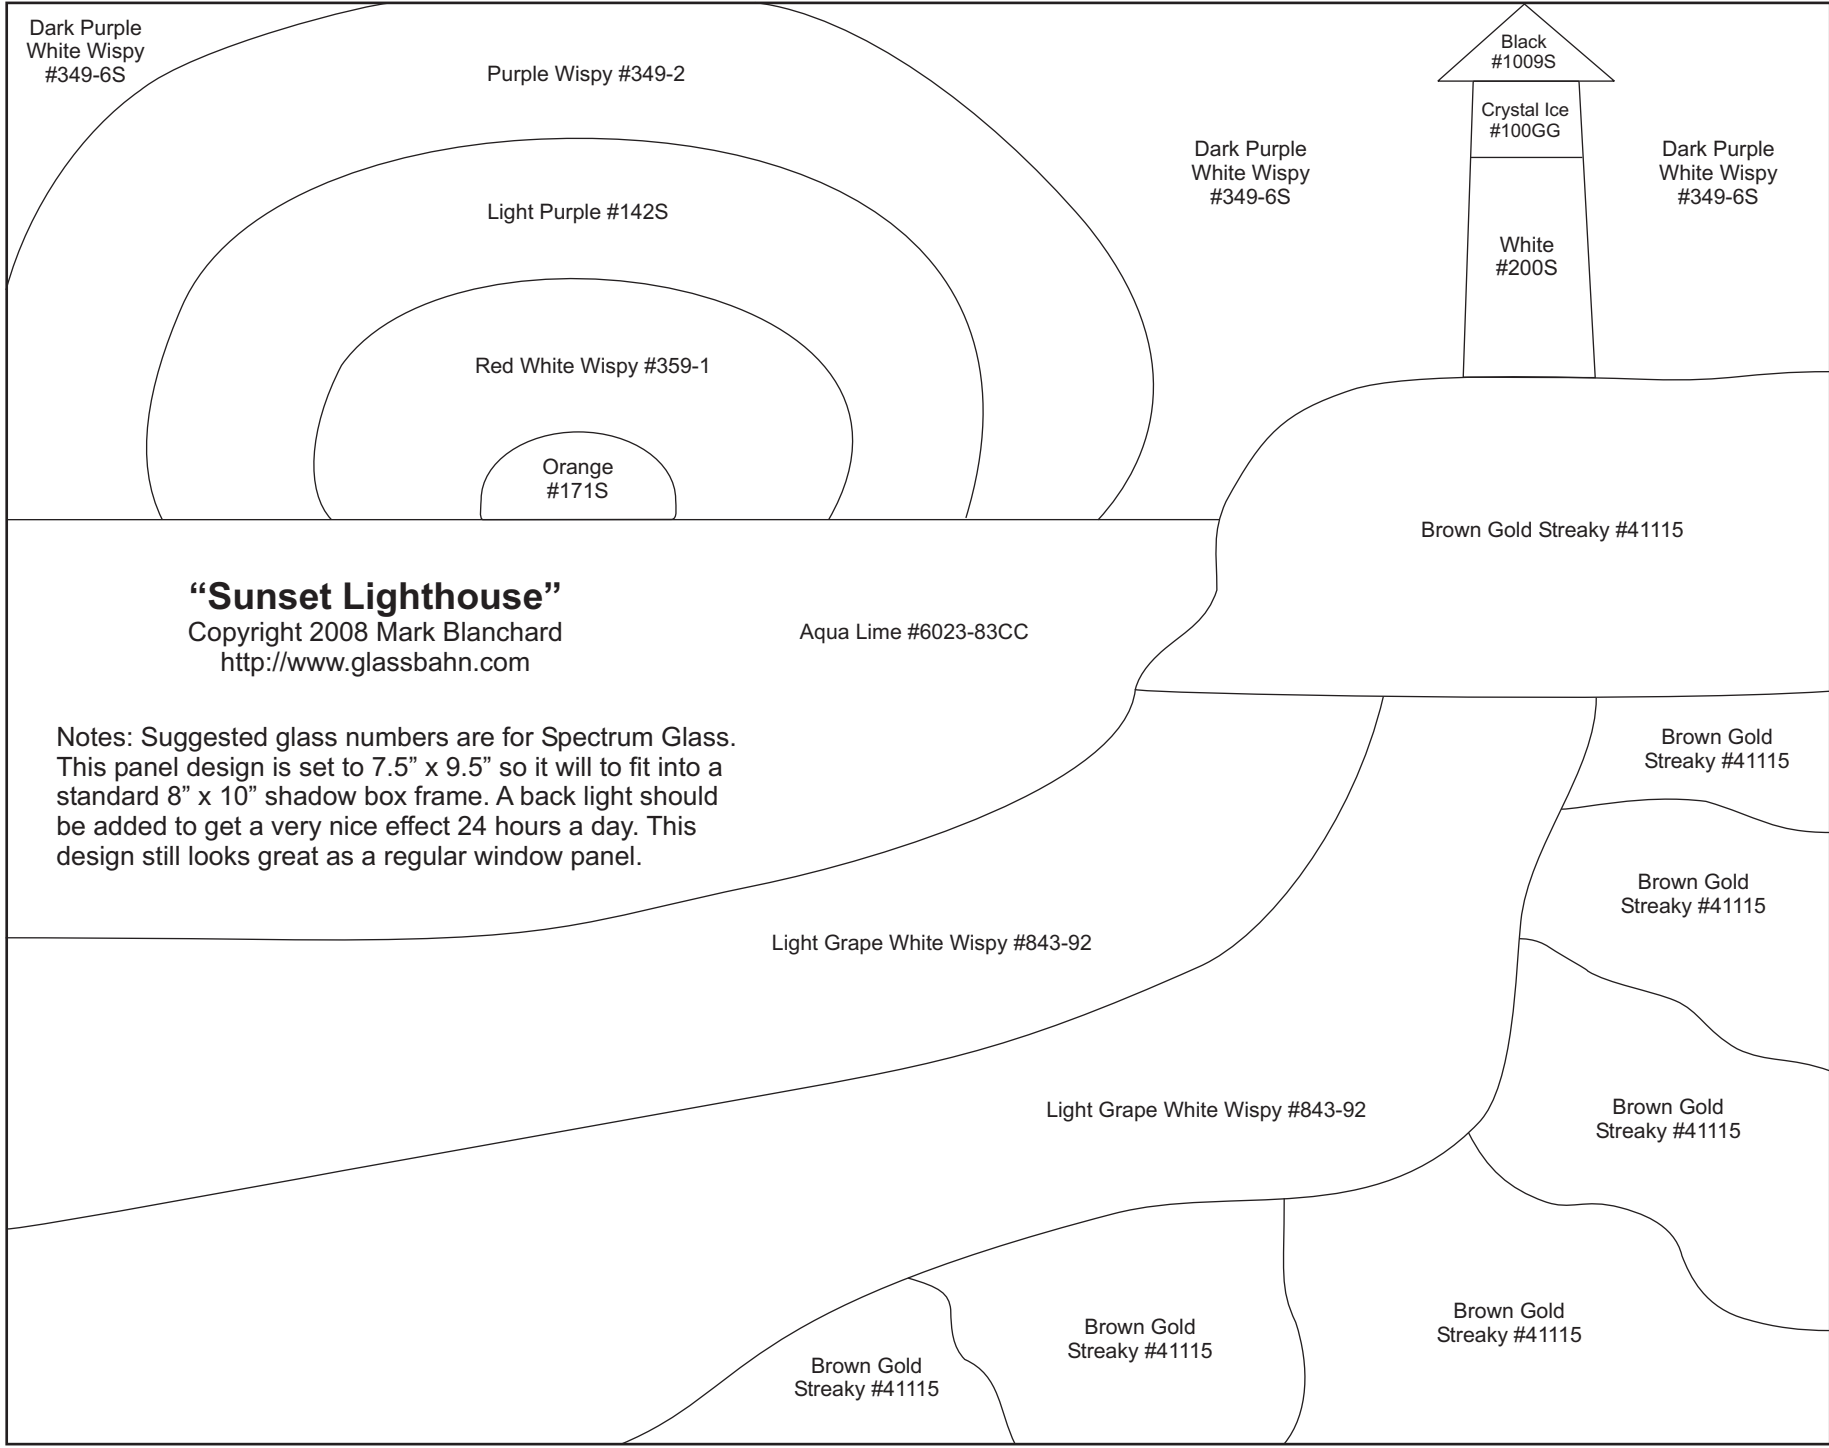 Dark Purple
White Wispy
#349-6S
Purple Wispy #349-2
Black
#1009S
Crystal Ice
#100GG
Dark Purple
White Wispy
#349-6S
Dark Purple
White Wispy
#349-6S
Light Purple #142S
White
#200S
Red White Wispy #359-1
Orange
#171S
Brown Gold Streaky #41115
“Sunset Lighthouse”
Copyright 2008 Mark Blanchard
http://www.glassbahn.com
Aqua Lime #6023-83CC
Notes: Suggested glass numbers are for Spectrum Glass.
This panel design is set to 7.5” x 9.5” so it will to fit into a
standard 8” x 10” shadow box frame. A back light should
be added to get a very nice effect 24 hours a day. This
design still looks great as a regular window panel.
Brown Gold
Streaky #41115
Brown Gold
Streaky #41115
Light Grape White Wispy #843-92
Light Grape White Wispy #843-92
Brown Gold
Streaky #41115
Brown Gold
Streaky #41115
Brown Gold
Streaky #41115
Brown Gold
Streaky #41115